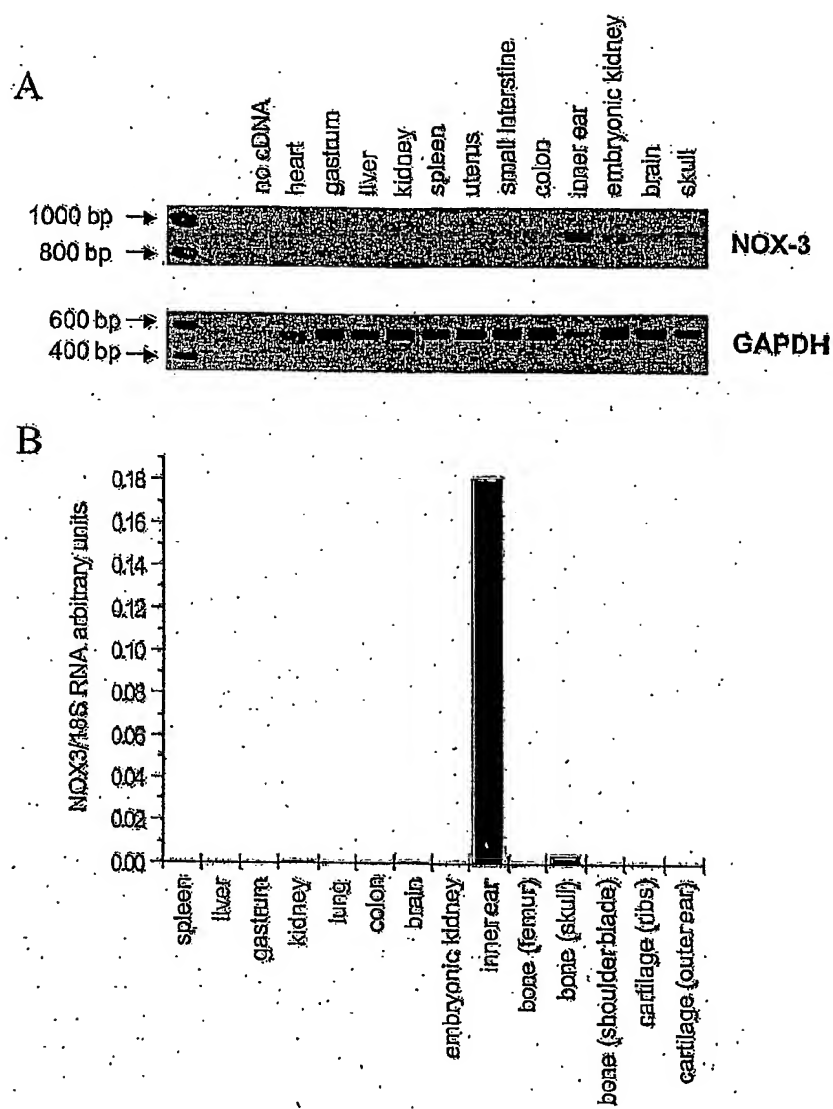 A
no cDNA
heart
gastrum
liver
kidney
spleen
uterus
small interstine
colon
inner ear
embryonic kidney
brain
skull
1000 bp
800 bp
NOX-3
600 bp
400 bp
GAPDH
B
NOX3/18S RNA arbitrary units
0.18
0.16
0.14
0.12
0.10
0.08
0.06
0.04
0.02
0.00
spleen
liver
gastrum
kidney
lung
colon
brain
embryonic kidney
inner ear
bone (femur)
bone (skull)
bone (shoulder blade)
cartilage (ribs)
cartilage (outer ear)